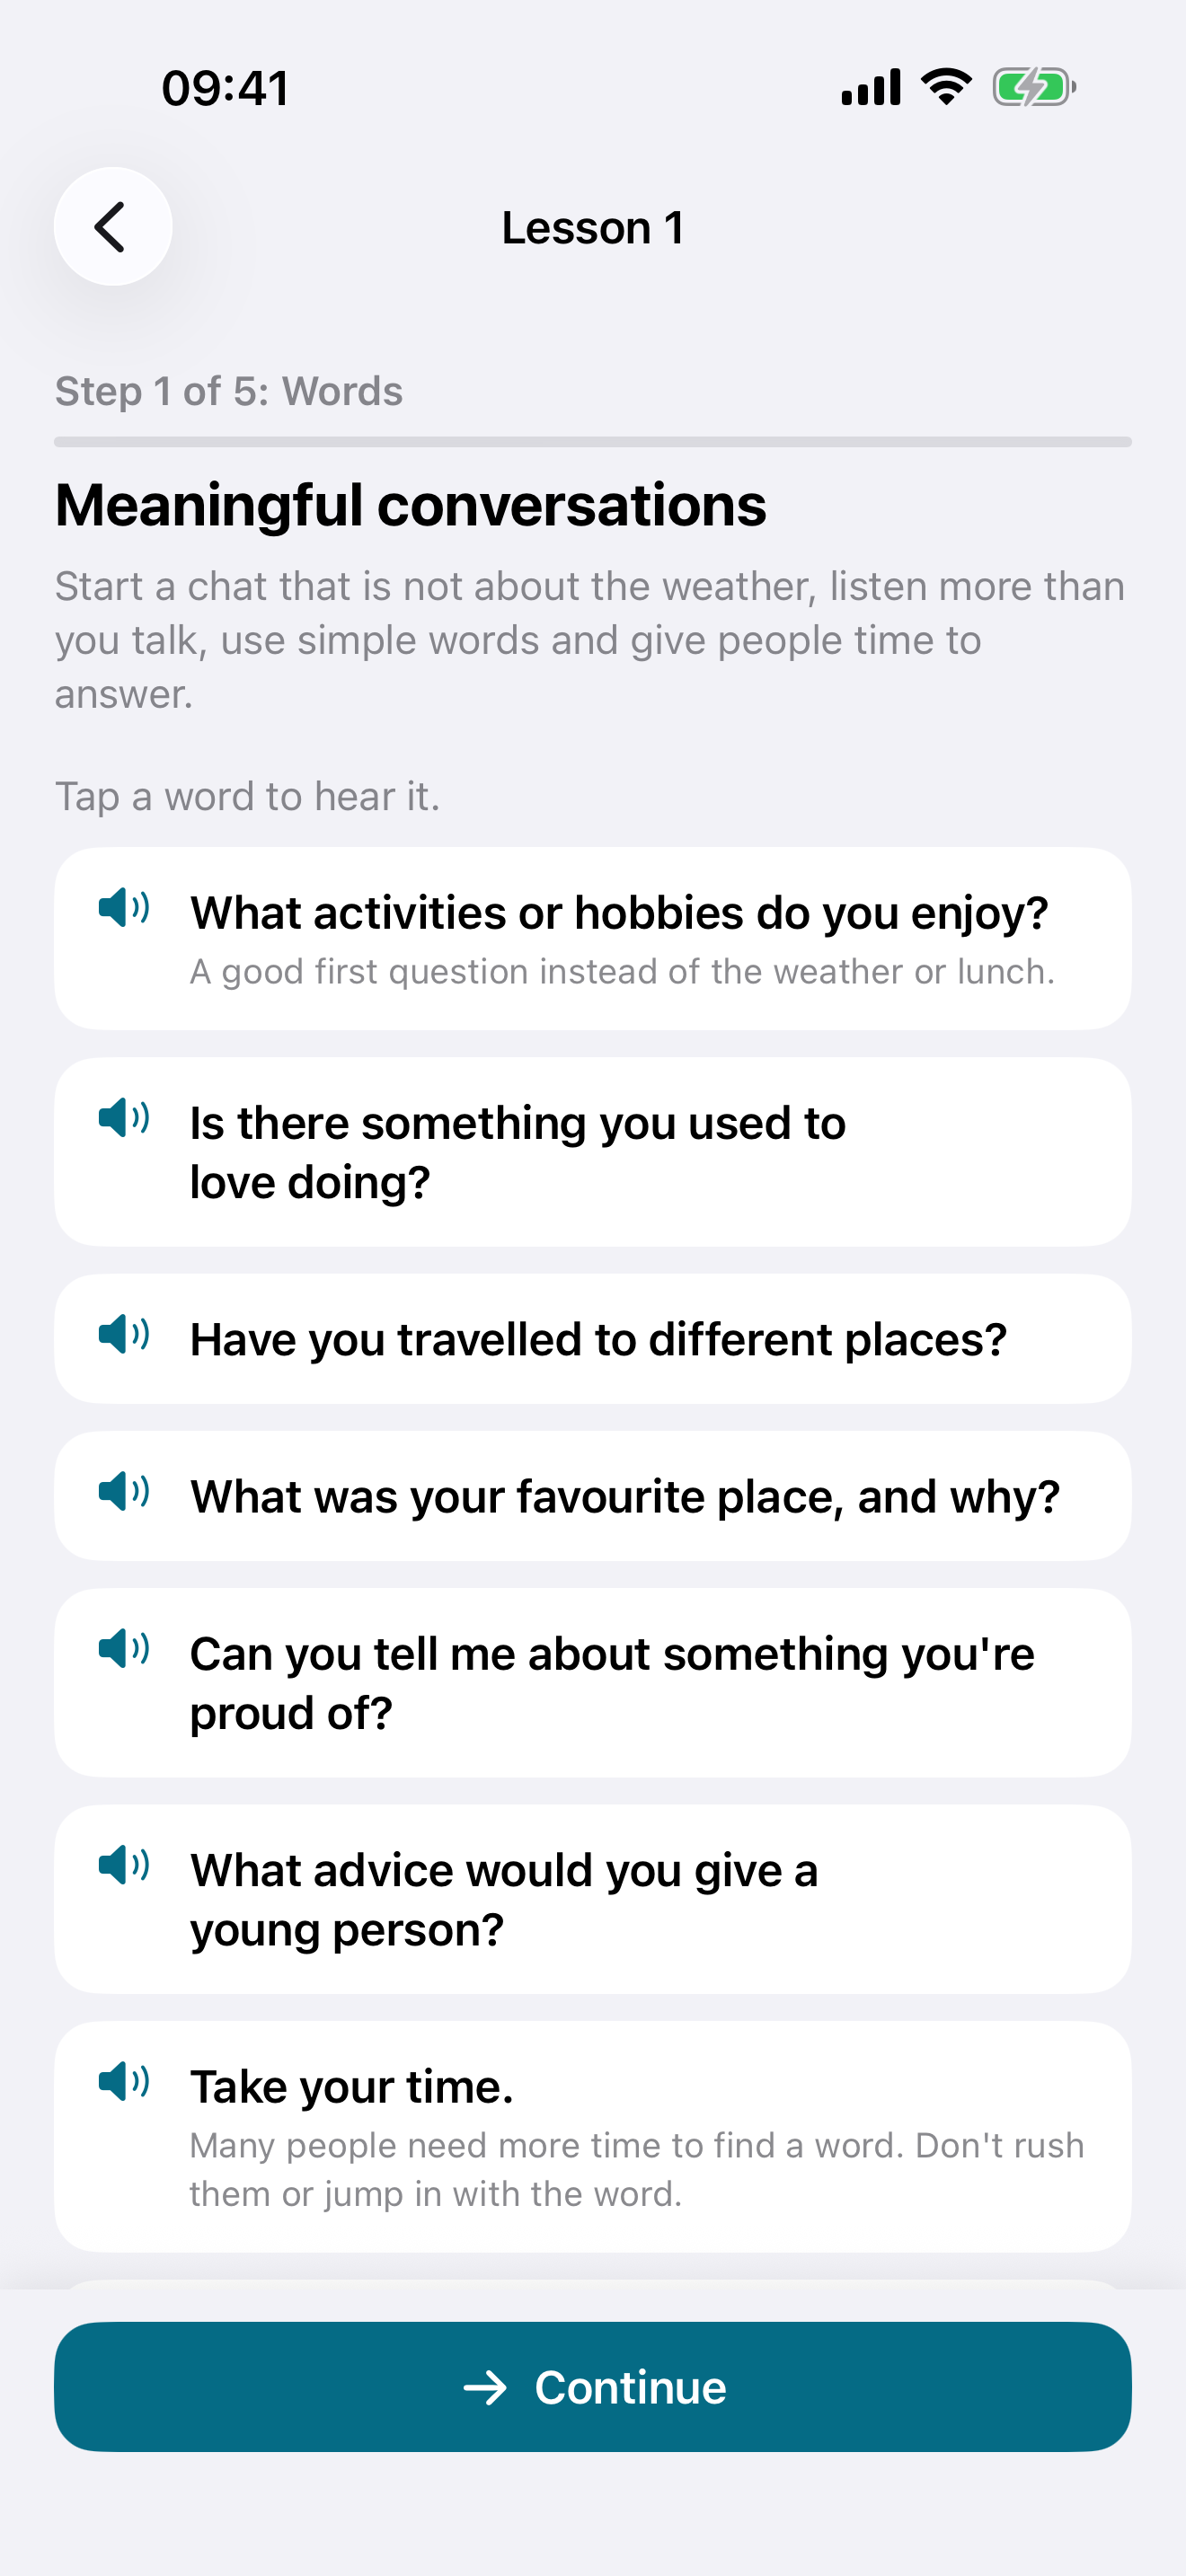 09:41
Lesson 1
Step 1 of 5: Words
Meaningful conversations
Start a chat that is not about the weather, listen more than
you talk, use simple words and give people time to
answer.
Tap a word to hear it.
What activities or hobbies do you enjoy?
A good first question instead of the weather or lunch.
Is there something you used to
love doing?
Have you travelled to different places?
What was your favourite place, and why?
Can you tell me about something you're
proud of?
What advice would you give a
young person?
Take your time.
Many people need more time to find a word. Don't rush
them or jump in with the word.
Continue